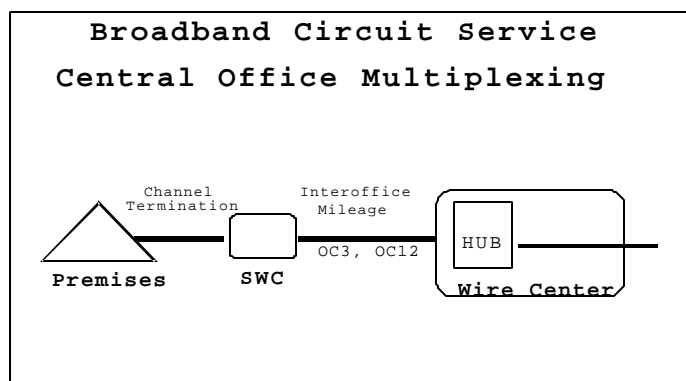 Broadband Circuit Service
Central Office Multiplexing
Channel
Termination
Interoffice
Mileage
HUB
OC3, OC12
Premises
SWC
Wire Center